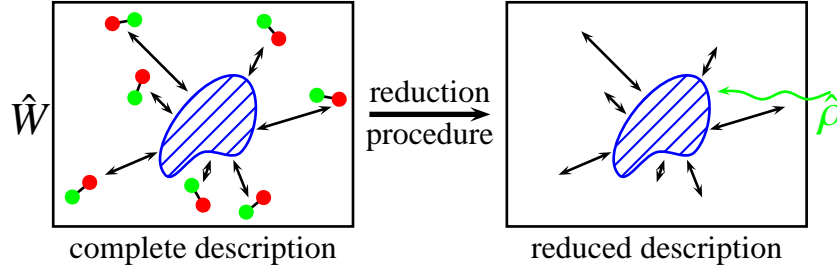 Ŵ
reduction
procedure
ρ̂
complete description
reduced description